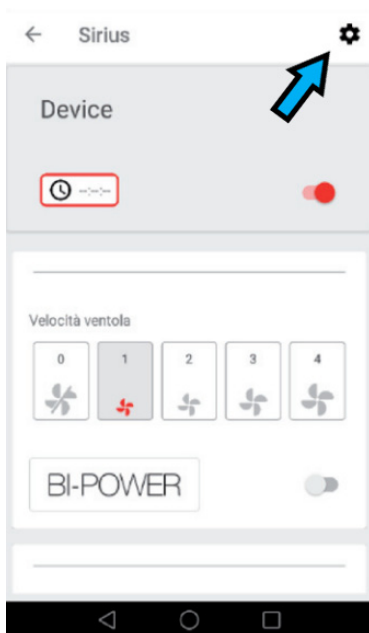 Sirius
Device
--:--:--
Velocità ventola
0 1 2 3 4
BI-POWER